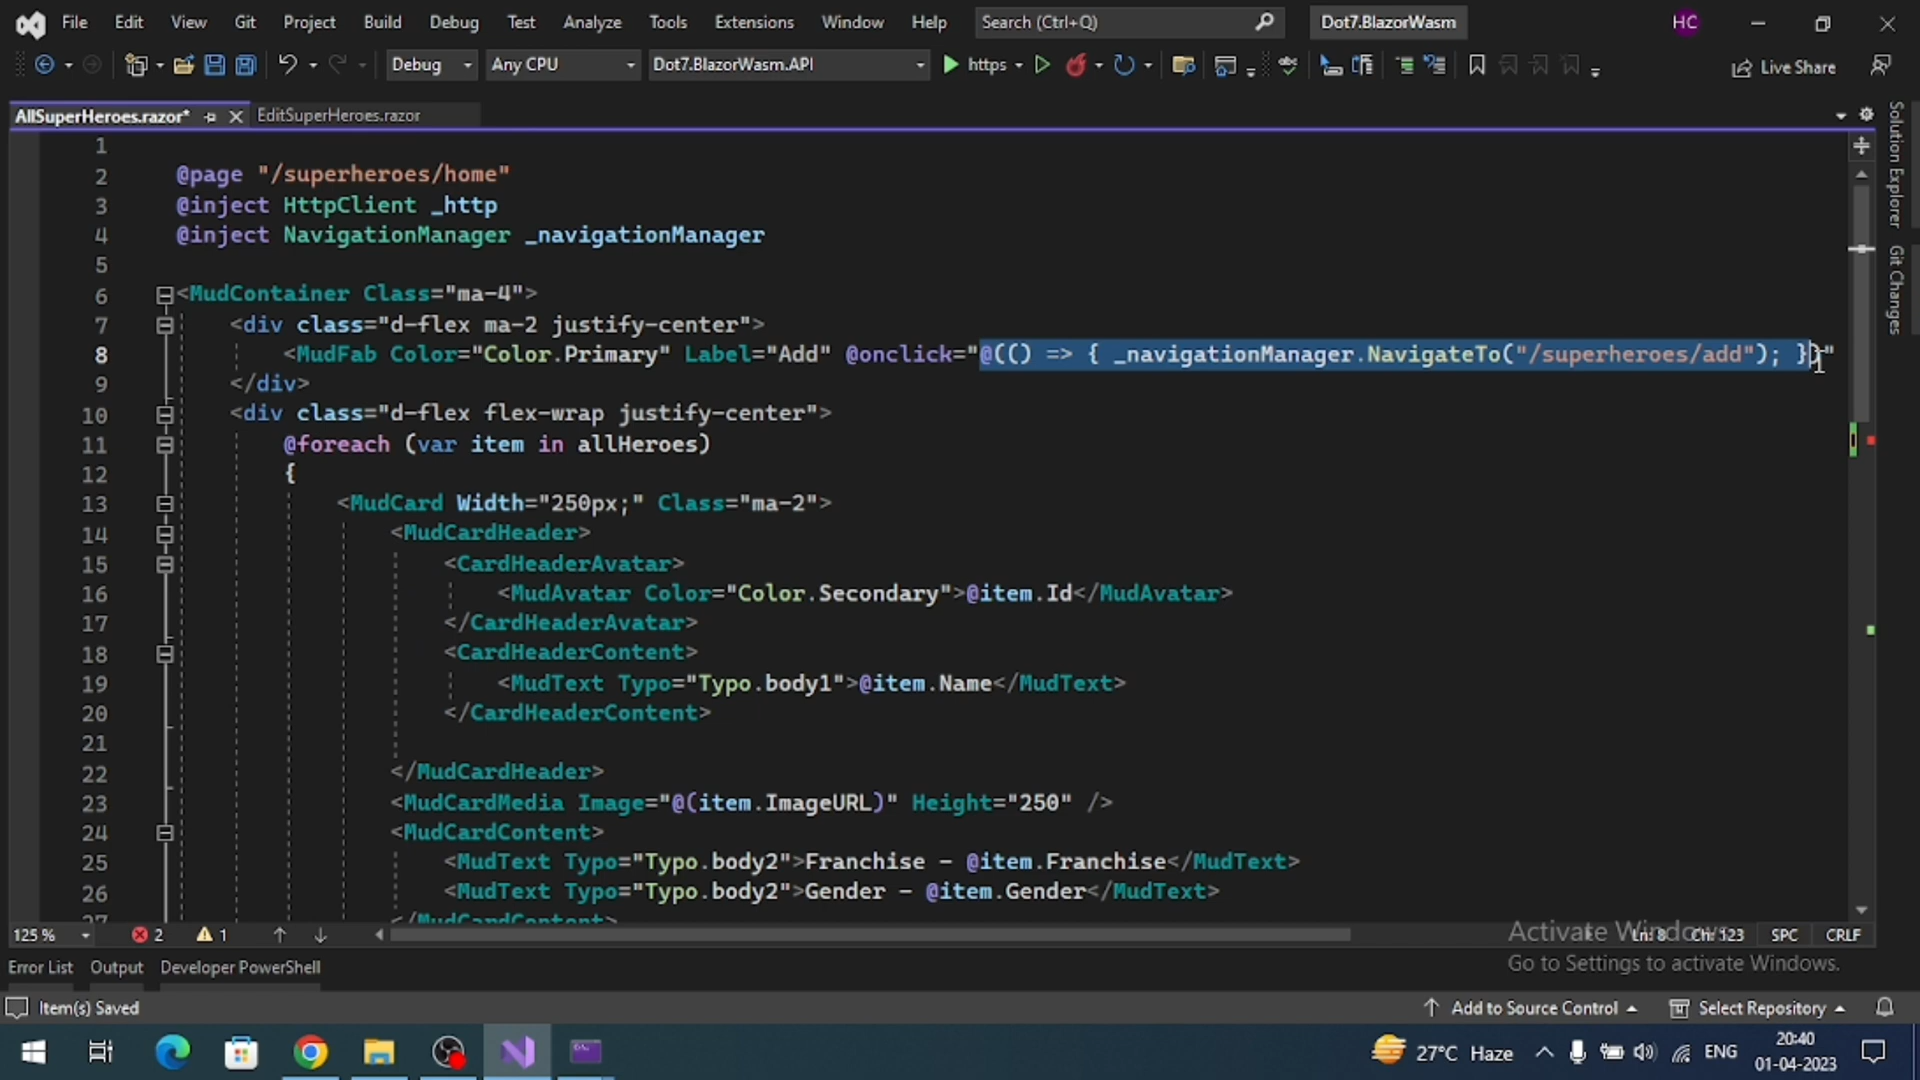 File Edit View Git Project Build Debug Test Analyze Tools Extensions Window Help Search (Ctrl+Q) Dot7.BlazorWasm HC
Debug Any CPU Dot7.BlazorWasm.API https Live Share
AllSuperHeroes.razor* EditSuperHeroes.razor
Solution Explorer
Git Changes
1
2 @page "/superheroes/home"
3 @inject HttpClient _http
4 @inject NavigationManager _navigationManager
5
6 <MudContainer Class="ma-4">
7 <div class="d-flex ma-2 justify-center">
8 <MudFab Color="Color.Primary" Label="Add" @onclick="@(() => { _navigationManager.NavigateTo("/superheroes/add"); })"
9 </div>
10 <div class="d-flex flex-wrap justify-center">
11 @foreach (var item in allHeroes)
12 {
13 <MudCard Width="250px;" Class="ma-2">
14 <MudCardHeader>
15 <CardHeaderAvatar>
16 <MudAvatar Color="Color.Secondary">@item.Id</MudAvatar>
17 </CardHeaderAvatar>
18 <CardHeaderContent>
19 <MudText Typo="Typo.body1">@item.Name</MudText>
20 </CardHeaderContent>
21
22 </MudCardHeader>
23 <MudCardMedia Image="@(item.ImageURL)" Height="250" />
24 <MudCardContent>
25 <MudText Typo="Typo.body2">Franchise - @item.Franchise</MudText>
26 <MudText Typo="Typo.body2">Gender - @item.Gender</MudText>
27 </MudCardContent>
125 % 2 1 Ln: 8 Ch: 123 SPC CRLF
Activate Windows
Go to Settings to activate Windows.
Error List Output Developer PowerShell
Item(s) Saved Add to Source Control Select Repository
27°C Haze ENG 20:40
01-04-2023